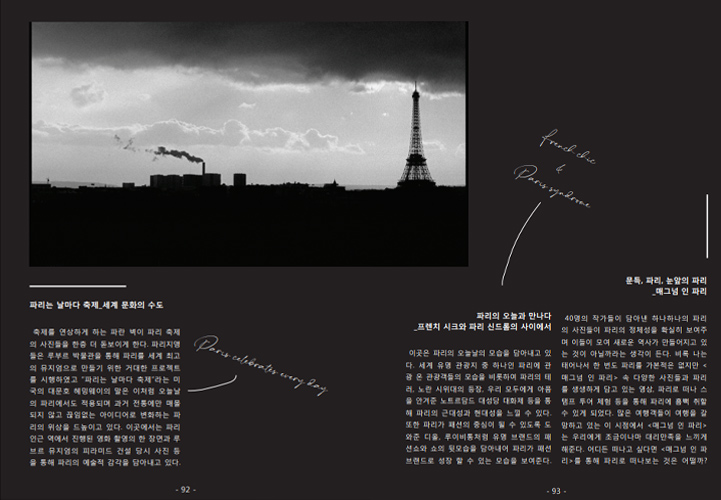 french chic
&
Paris syndrome
파리는 날마다 축제_세계 문화의 수도
축제를 연상하게 하는 파란 벽이 파리 축제
의 사진들을 한층 더 돋보이게 한다. 파리지앵
들은 루부르 박물관을 통해 파리를 세계 최고
의 뮤지엄으로 만들기 위한 거대한 프로젝트
를 시행하였고 "파리는 날마다 축제"라는 미
국의 대문호 헤밍웨이의 말은 이처럼 오늘날
의 파리에서도 적용되며 과거 전통에만 매몰
되지 않고 끊임없는 아이디어로 변화하는 파
리의 위상을 드높이고 있다. 이곳에서는 파리
인근 역에서 진행된 영화 촬영의 한 장면과 루
브르 뮤지엄의 피라미드 건설 당시 사진 등
을 통해 파리의 예술적 감각을 담아내고 있다.
Paris celebrates every day
- 92 -
파리의 오늘과 만나다
_프렌치 시크와 파리 신드롬의 사이에서
이곳은 파리의 오늘날의 모습을 담아내고 있
다. 세계 유명 관광지 중 하나인 파리에 관
광 온 관광객들의 모습을 비롯하여 파리의 테
러, 노란 시위대의 등장, 우리 모두에게 아픔
을 안겨준 노트르담드 대성당 대화재 등을 통
해 파리의 근대성과 현대성을 느낄 수 있다.
또한 파리가 패션의 중심이 될 수 있도록 도
와준 디올, 루이비통처럼 유명 브랜드의 패
션쇼와 쇼의 뒷모습을 담아내어 파리가 패션
브랜드로 성장 할 수 있는 모습을 보여준다.
문득, 파리, 눈앞의 파리
_매그넘 인 파리
40명의 작가들이 담아낸 하나하나의 파리
의 사진들이 파리의 정체성을 확실히 보여주
며 이들이 모여 새로운 역사가 만들어지고 있
는 것이 아닐까라는 생각이 든다. 비록 나는
태어나서 한 번도 파리를 가본적은 없지만 <
매그넘 인 파리> 속 다양한 사진들과 파리
를 생생하게 담고 있는 영상, 파리로 떠나 스
탬프 투어 체험 등을 통해 파리에 흠뻑 취할
수 있게 되었다. 많은 여행객들이 여행을 갈
망하고 있는 이 시점에서 <매그넘 인 파리>
는 우리에게 조금이나마 대리만족을 느끼게
해준다. 어디든 떠나고 싶다면 <매그넘 인 파
리>를 통해 파리로 떠나보는 것은 어떨까?
- 93 -